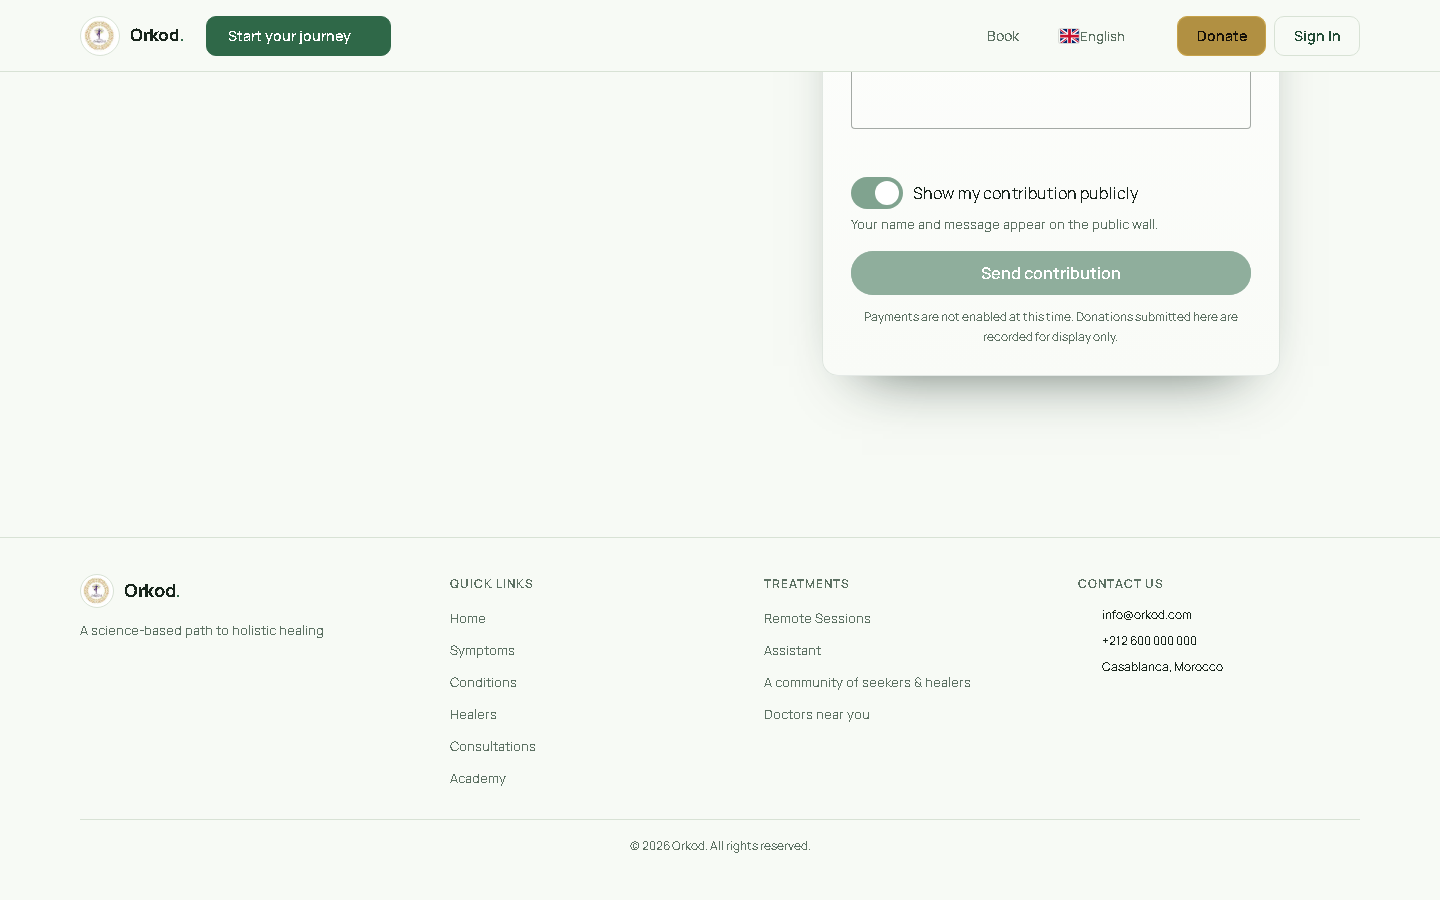 Orkod.
Start your journey
Book
English
Donate
Sign In
Show my contribution publicly
Your name and message appear on the public wall.
Send contribution
Payments are not enabled at this time. Donations submitted here are
recorded for display only.
Orkod.
A science-based path to holistic healing
QUICK LINKS
Home
Symptoms
Conditions
Healers
Consultations
Academy
TREATMENTS
Remote Sessions
Assistant
A community of seekers & healers
Doctors near you
CONTACT US
info@orkod.com
+212 600 000 000
Casablanca, Morocco
© 2026 Orkod. All rights reserved.